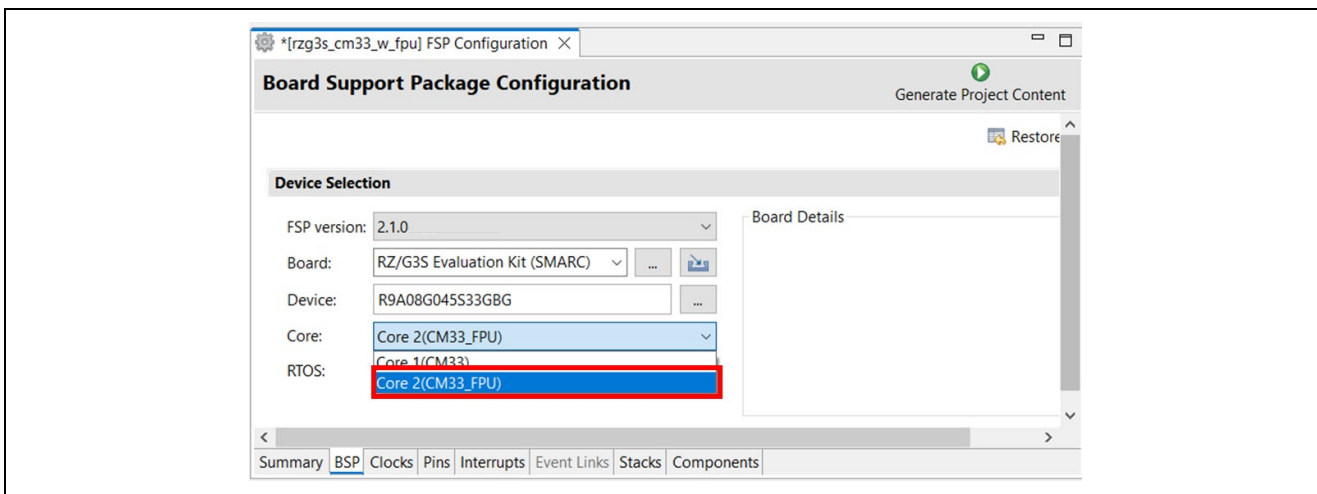 *[rzg3s_cm33_w_fpu] FSP Configuration
Board Support Package Configuration
Generate Project Content
Restore
Device Selection
FSP version: 2.1.0
Board Details
Board: RZ/G3S Evaluation Kit (SMARC) ... 
Device: R9A08G045S33GBG ...
Core: Core 2(CM33_FPU)
Core 1(CM33)
RTOS:
Core 2(CM33_FPU)
Summary BSP Clocks Pins Interrupts Event Links Stacks Components